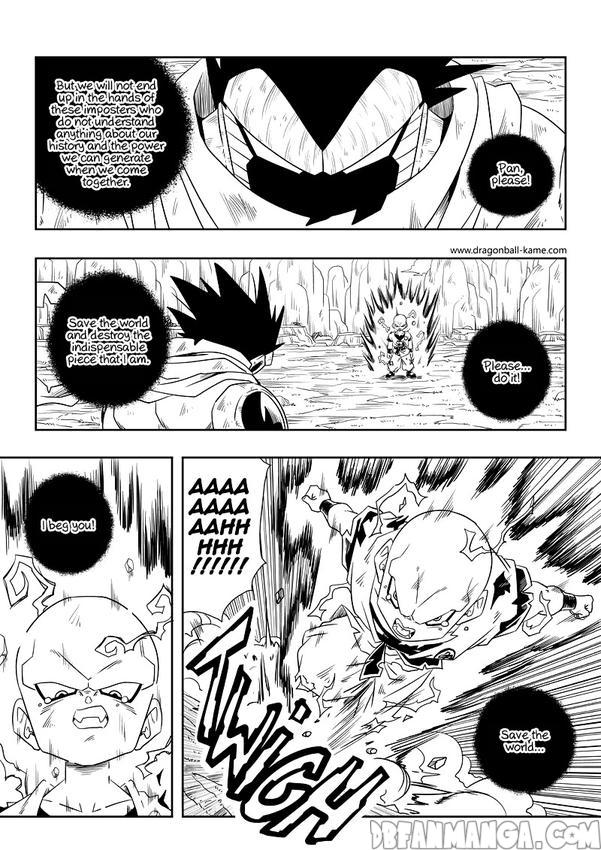 But we will not end
up in the hands of
these imposters who
do not understand
anything about our
history and the power
we can generate
when we come
together.
Pan,
please!
www.dragonball-kame.com
Save the world
and destroy the
indispensable
piece that I am.
Please...
do it!
I beg you!
AAAA
AAAA
AAHH
HHH
!!!!!!
TWICH
Save the
world...
DBFANMANGA.COM